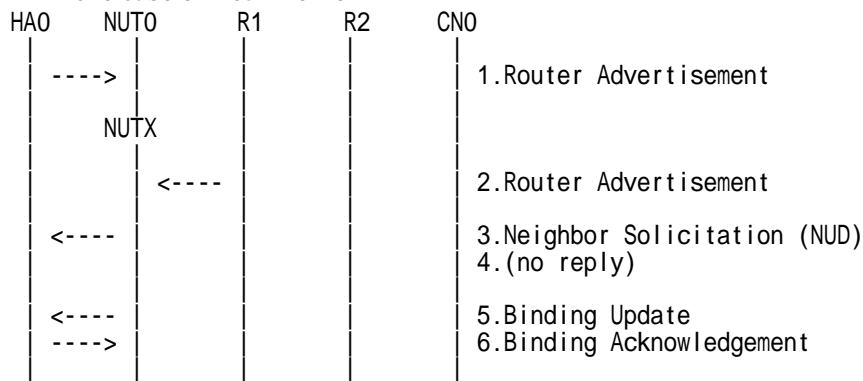 HA0 NUT0 R1 R2 CN0
----> 1.Router Advertisement
NUTX
<---- 2.Router Advertisement
<---- 3.Neighbor Solicitation (NUD)
4.(no reply)
<---- 5.Binding Update
----> 6.Binding Acknowledgement